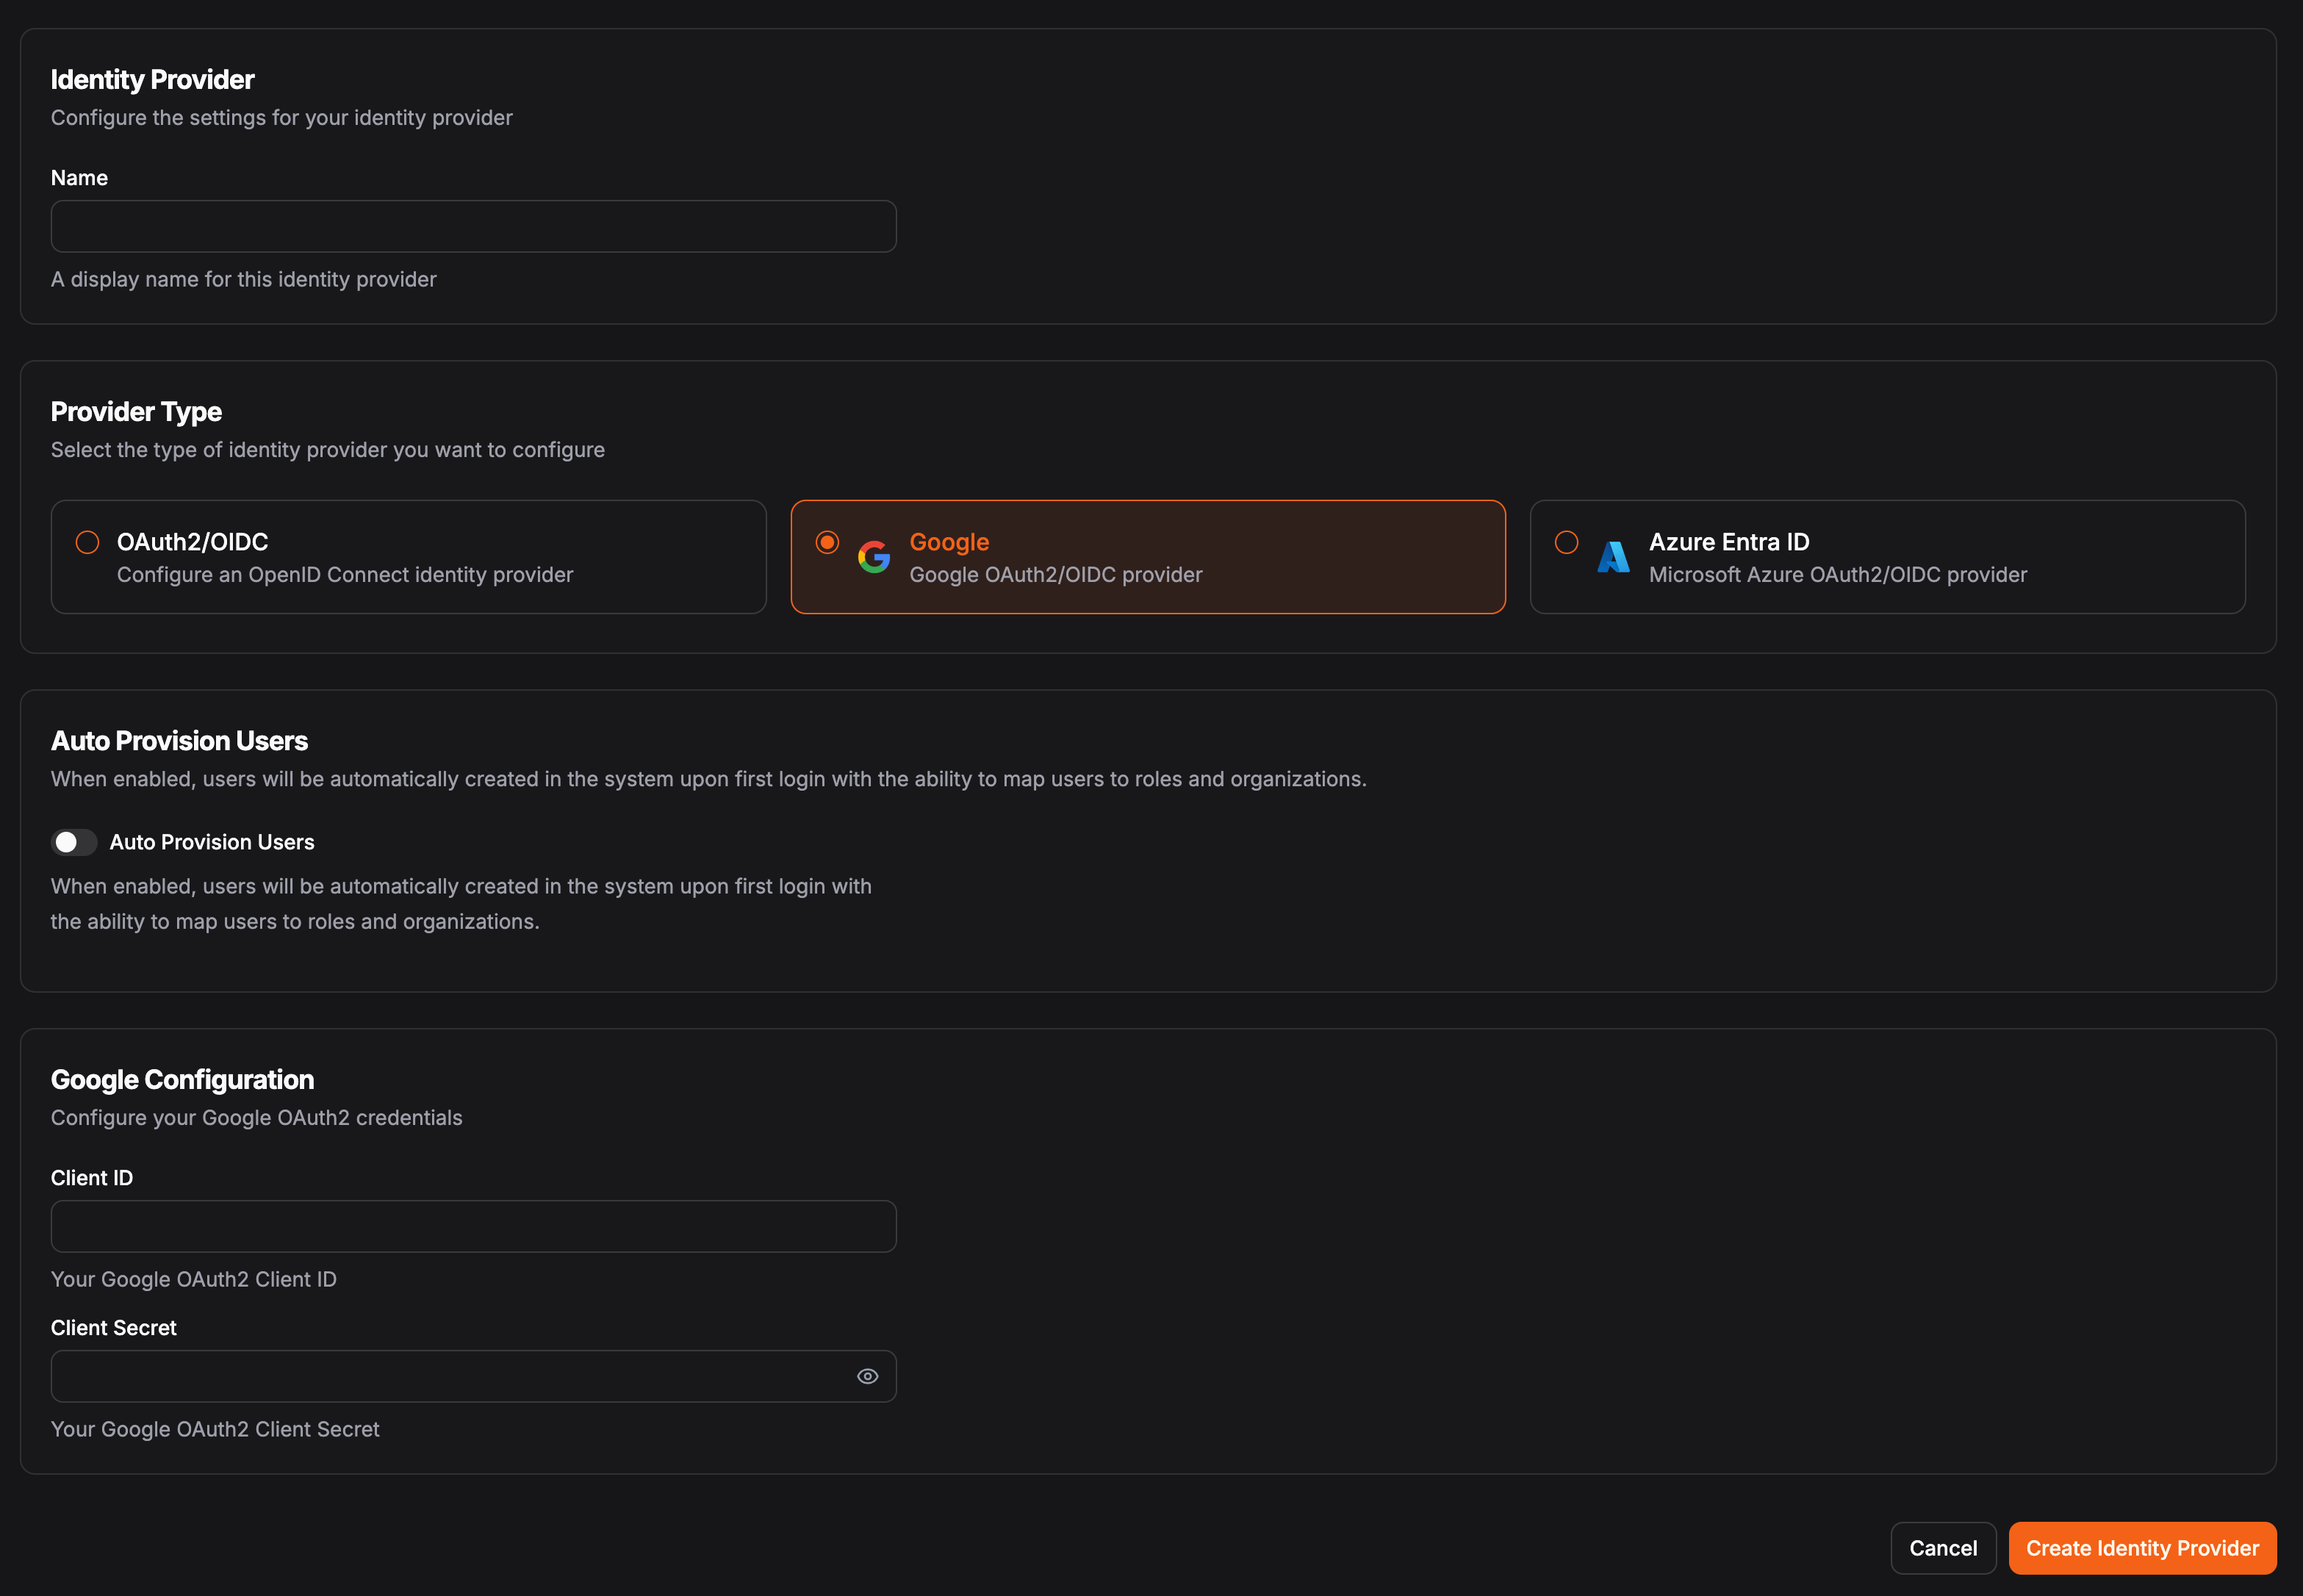 Identity Provider
Configure the settings for your identity provider
Name
A display name for this identity provider
Provider Type
Select the type of identity provider you want to configure
OAuth2/OIDC
Configure an OpenID Connect identity provider
Google
Google OAuth2/OIDC provider
Azure Entra ID
Microsoft Azure OAuth2/OIDC provider
Auto Provision Users
When enabled, users will be automatically created in the system upon first login with the ability to map users to roles and organizations.
Auto Provision Users
When enabled, users will be automatically created in the system upon first login with
the ability to map users to roles and organizations.
Google Configuration
Configure your Google OAuth2 credentials
Client ID
Your Google OAuth2 Client ID
Client Secret
Your Google OAuth2 Client Secret
Cancel
Create Identity Provider